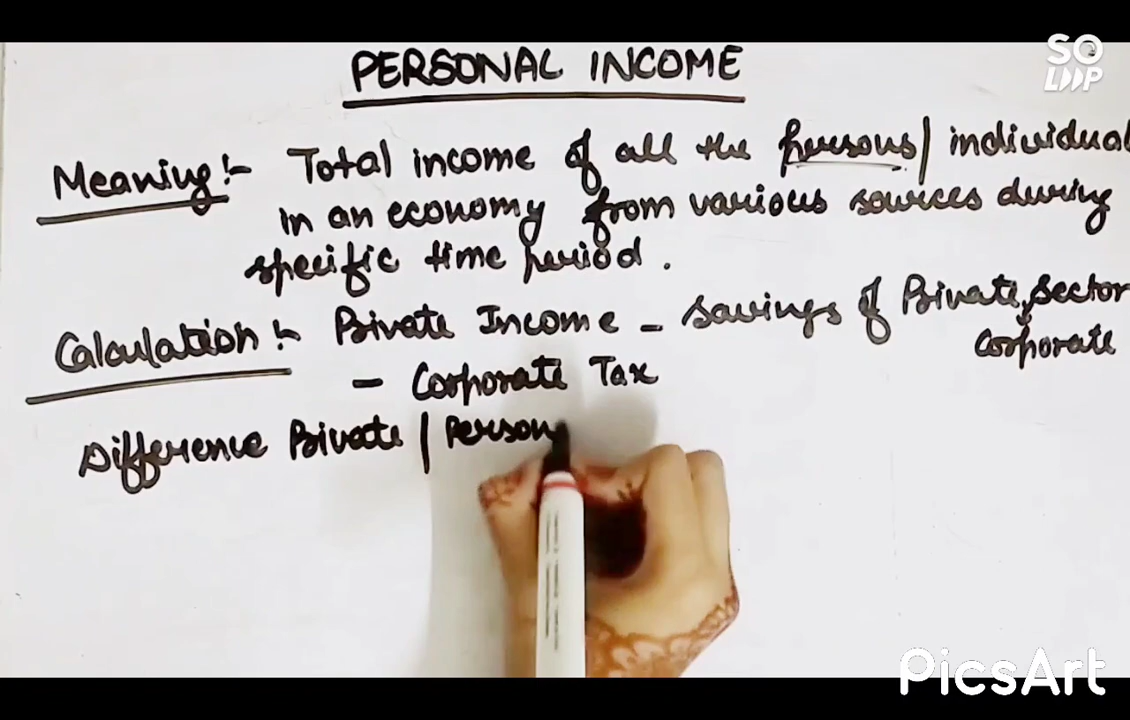 SO
LOOP
PERSONAL INCOME
Meaning:- Total income of all the persons/ individual
in an economy from various sources during
specific time period.
Calculation:- Private Income - savings of Private Sector
Corporate
- Corporate Tax
Difference Private | Person
PicsArt